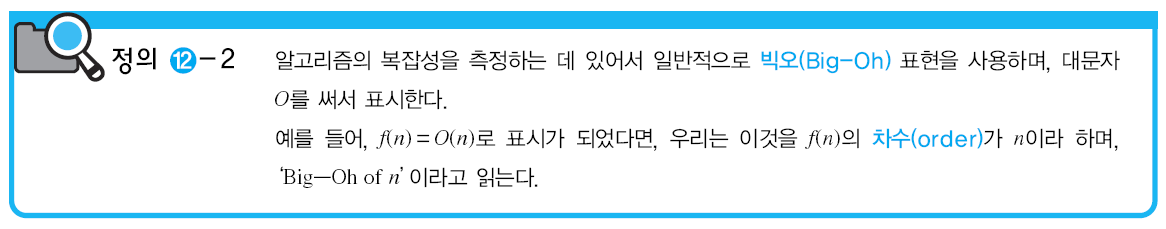 정의 12-2 알고리즘의 복잡성을 측정하는 데 있어서 일반적으로 빅오(Big-Oh) 표현을 사용하며, 대문자
O를 써서 표시한다.
예를 들어, f(n)=O(n)로 표시가 되었다면, 우리는 이것을 f(n)의 차수(order)가 n이라 하며,
‘Big-Oh of n’이라고 읽는다.